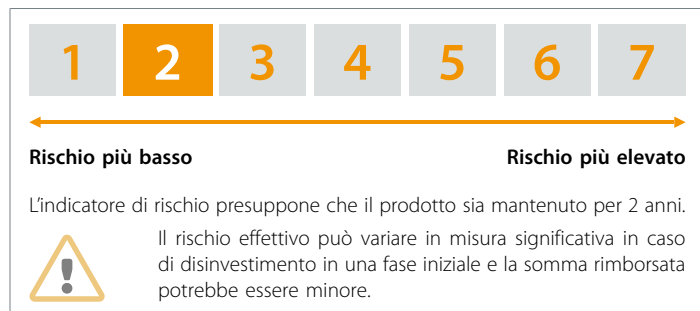 1 2 3 4 5 6 7
Rischio più basso Rischio più elevato
L'indicatore di rischio presuppone che il prodotto sia mantenuto per 2 anni.
Il rischio effettivo può variare in misura significativa in caso
di disinvestimento in una fase iniziale e la somma rimborsata
potrebbe essere minore.